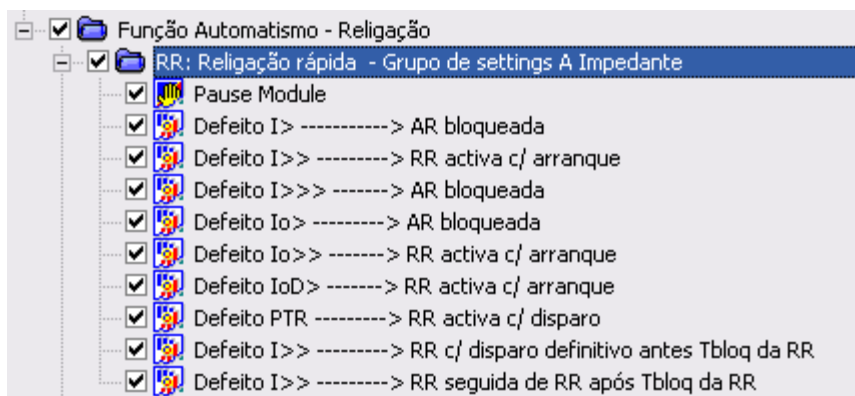 Função Automatismo - Religação
RR: Religação rápida - Grupo de settings A Impedante
Pause Module
Defeito I> -----------> AR bloqueada
Defeito I>> ---------> RR activa c/ arranque
Defeito I>>> -------> AR bloqueada
Defeito Io> ---------> AR bloqueada
Defeito Io>> -------> RR activa c/ arranque
Defeito IoD> -------> RR activa c/ arranque
Defeito PTR ---------> RR activa c/ disparo
Defeito I>> ---------> RR c/ disparo definitivo antes Tbloq da RR
Defeito I>> ---------> RR seguida de RR após Tbloq da RR